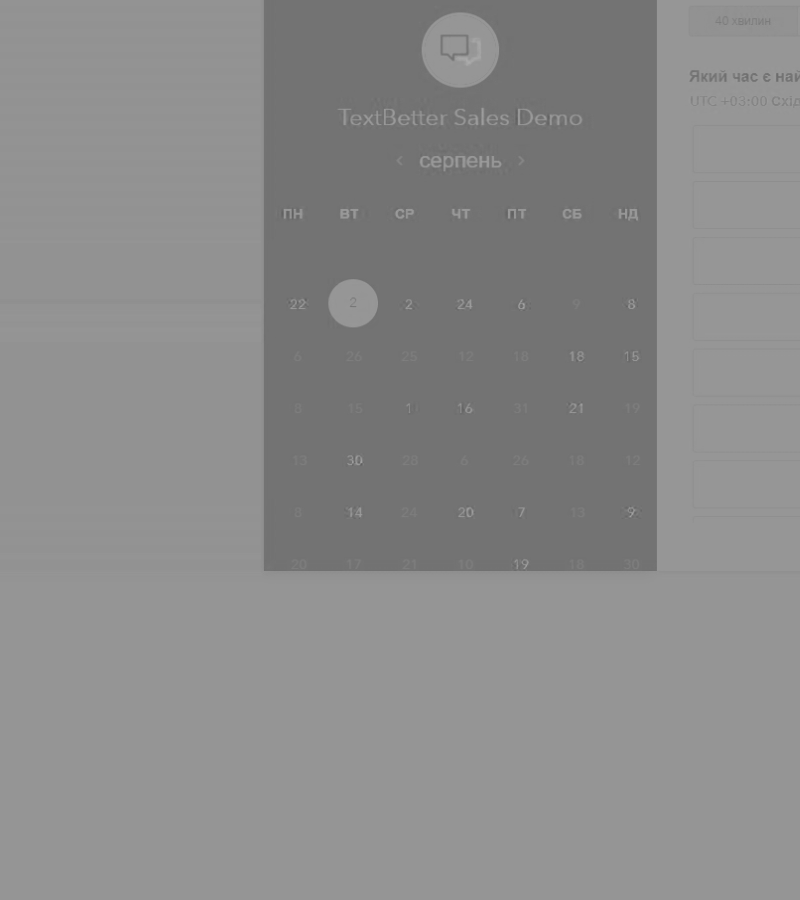 40 хвилин
Який час є най
UTC +03:00 Східн
TextBetter Sales Demo
серпень
ПН ВТ СР ЧТ ПТ СБ НД
22 2 2 24 6 9 8
6 26 25 12 18 18 15
8 15 1 16 31 21 19
13 30 28 6 26 18 12
8 14 24 20 7 13 9
20 17 21 10 19 18 30